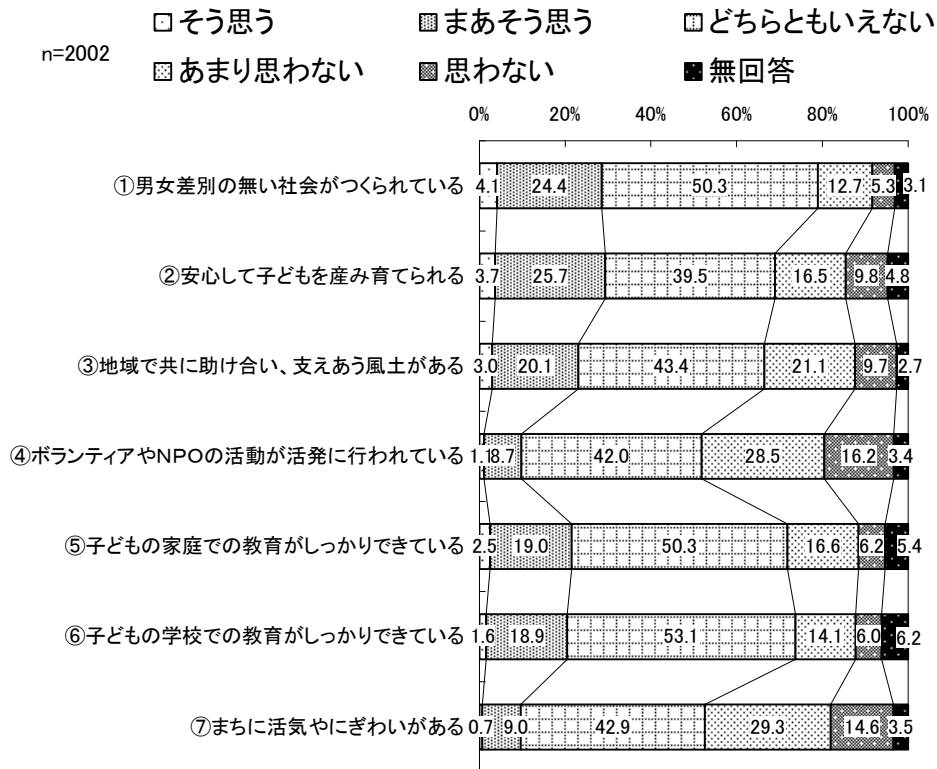 □そう思う ▩まあそう思う □どちらともいえない
n=2002
□あまり思わない ▩思わない ■無回答
0% 20% 40% 60% 80% 100%
①男女差別の無い社会がつくられている 4.1 24.4 50.3 12.7 5.3 3.1
②安心して子どもを産み育てられる 3.7 25.7 39.5 16.5 9.8 4.8
③地域で共に助け合い、支えあう風土がある 3.0 20.1 43.4 21.1 9.7 2.7
④ボランティアやNPOの活動が活発に行われている 1.1 8.7 42.0 28.5 16.2 3.4
⑤子どもの家庭での教育がしっかりできている 2.5 19.0 50.3 16.6 6.2 5.4
⑥子どもの学校での教育がしっかりできている 1.6 18.9 53.1 14.1 6.0 6.2
⑦まちに活気やにぎわいがある 0.7 9.0 42.9 29.3 14.6 3.5